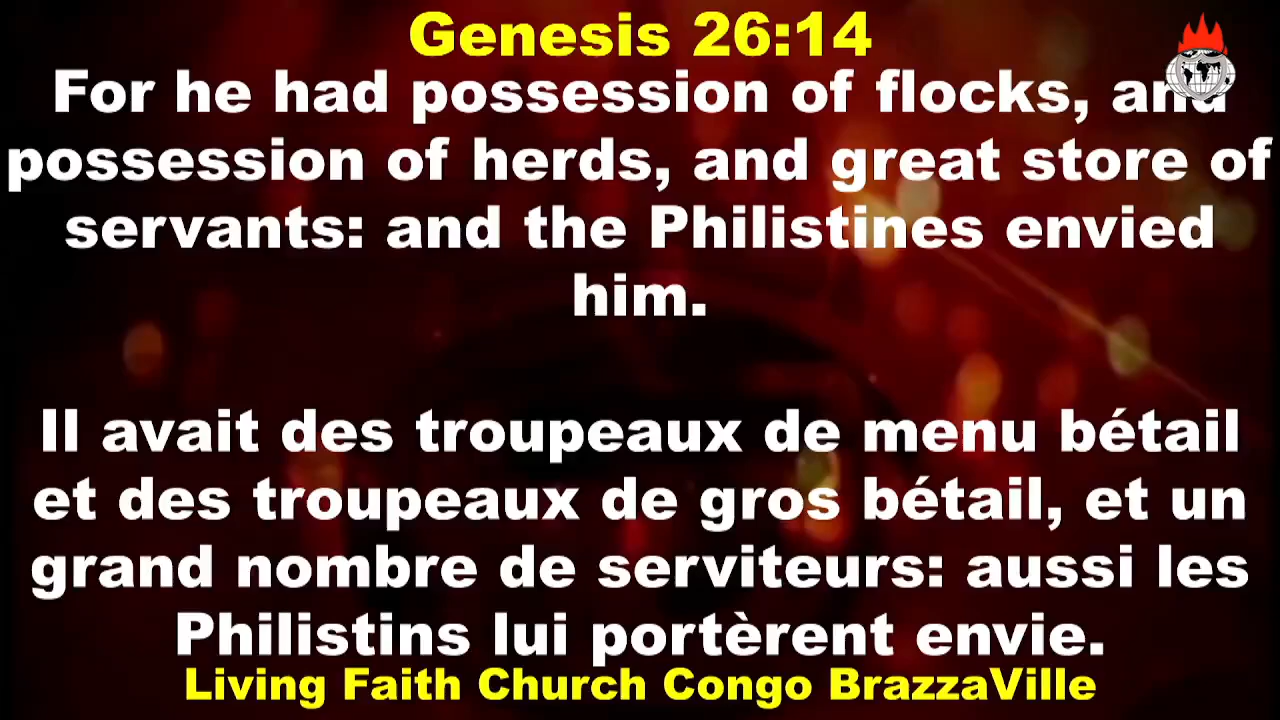 Genesis 26:14
For he had possession of flocks, and
possession of herds, and great store of
servants: and the Philistines envied
him.
Il avait des troupeaux de menu bétail
et des troupeaux de gros bétail, et un
grand nombre de serviteurs: aussi les
Philistins lui portèrent envie.
Living Faith Church Congo BrazzaVille